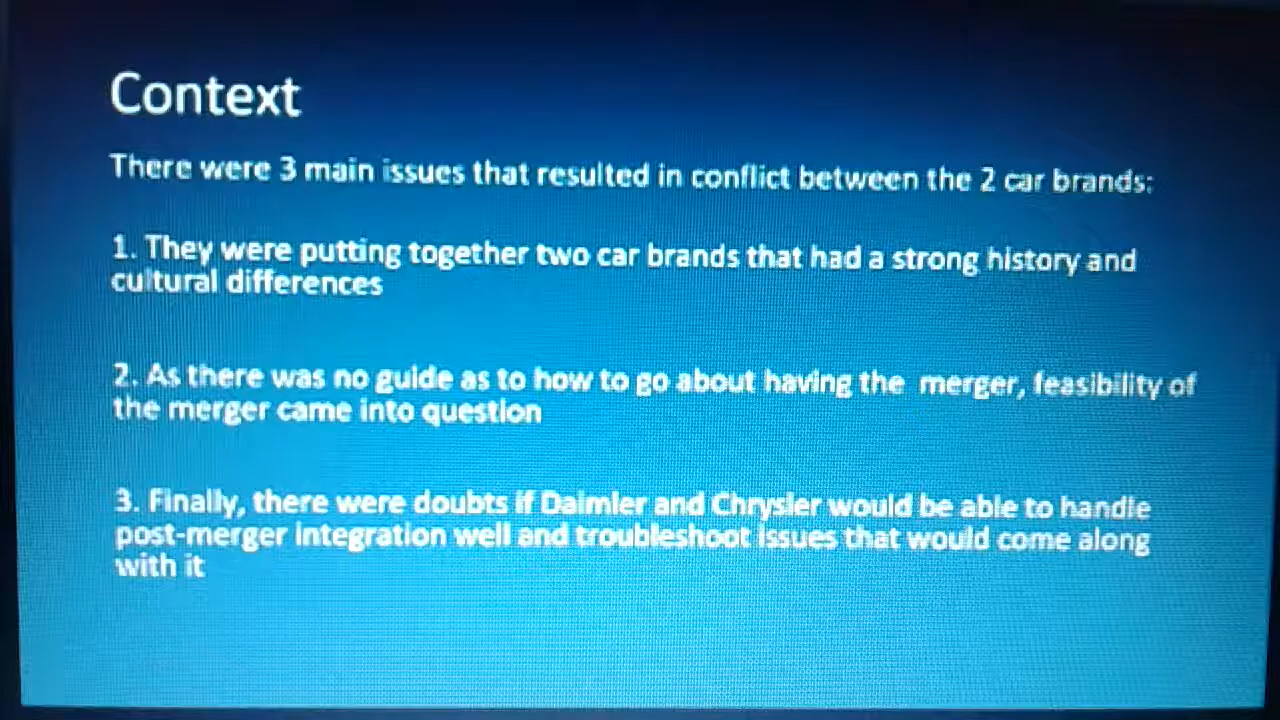 Context
There were 3 main issues that resulted in conflict between the 2 car brands:
1. They were putting together two car brands that had a strong history and
cultural differences
2. As there was no guide as to how to go about having the merger, feasibility of
the merger came into question
3. Finally, there were doubts if Daimler and Chrysler would be able to handle
post-merger integration well and troubleshoot issues that would come along
with it